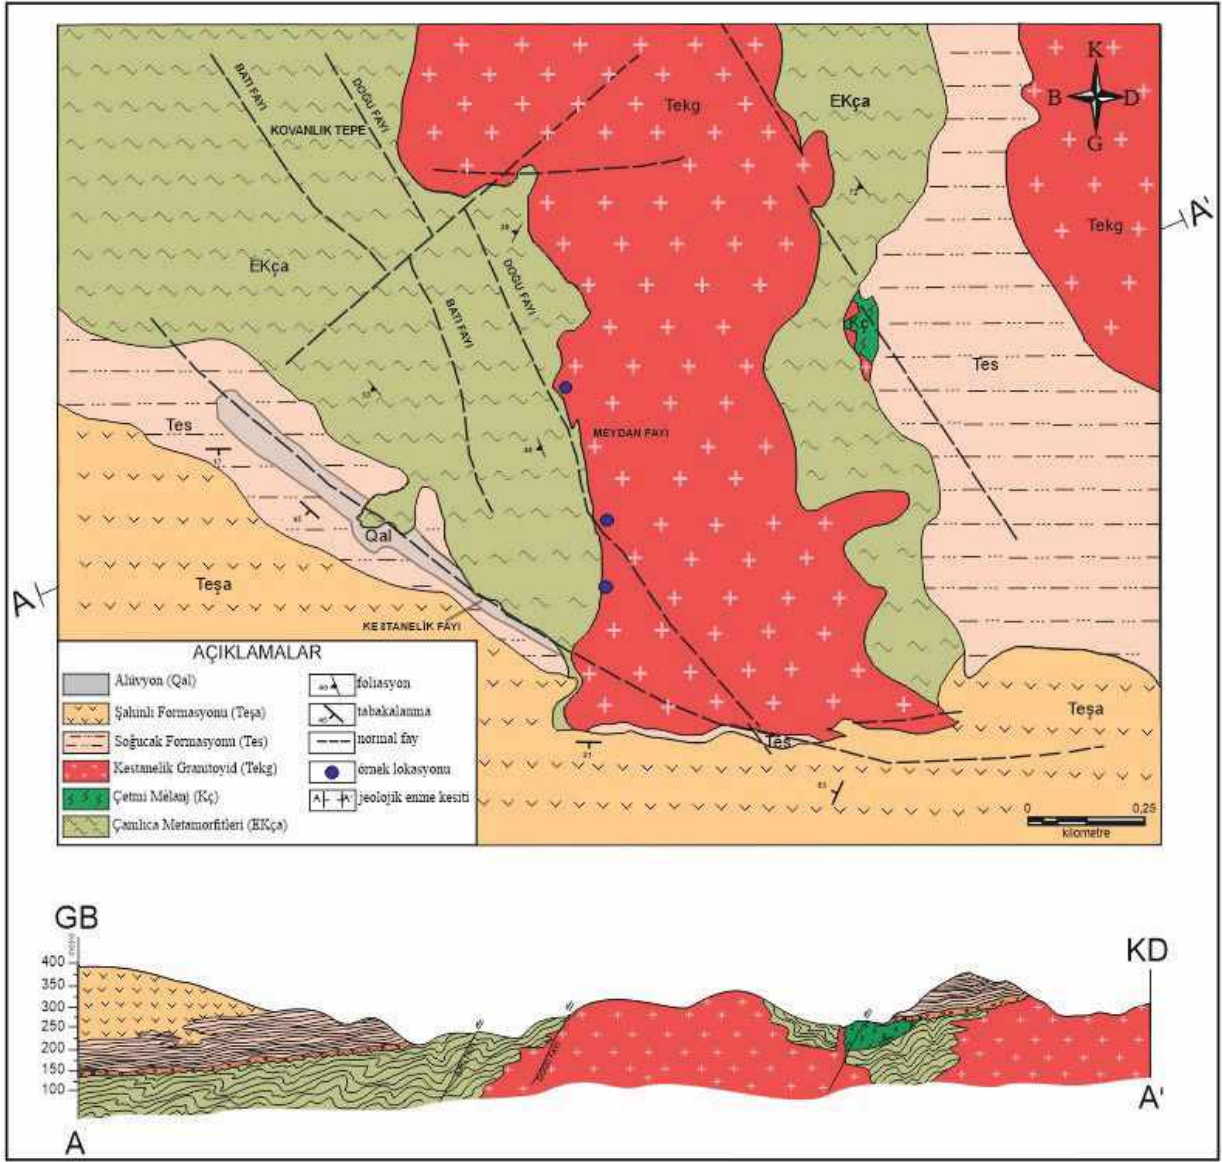 K
B D
G
BATI FAYI
DOĞU FAYI
KOVANLIK TEPE
Tekg
EKça
Tekg
A'
EKça
DOĞU FAYI
BATI FAYI
Ç
Tes
Tes
MEYDAN FAYI
Qal
Teşa
A
KESTANELİK FAYI
Teşa
Tes
0 0,25
kilometre
AÇIKLAMALAR
Alüvyon (Qal)
Şahinli Formasyonu (Teşa)
Soğucak Formasyonu (Tes)
Kestanelik Granitoyid (Tekg)
Çetmi Melanj (Kç)
Çamlıca Metamorfitleri (EKça)
foliasyon
tabakalanma
normal fay
örnek lokasyonu
A A' jeolojik enine kesiti
GB
KD
400
350
300
250
200
150
100
A
A'